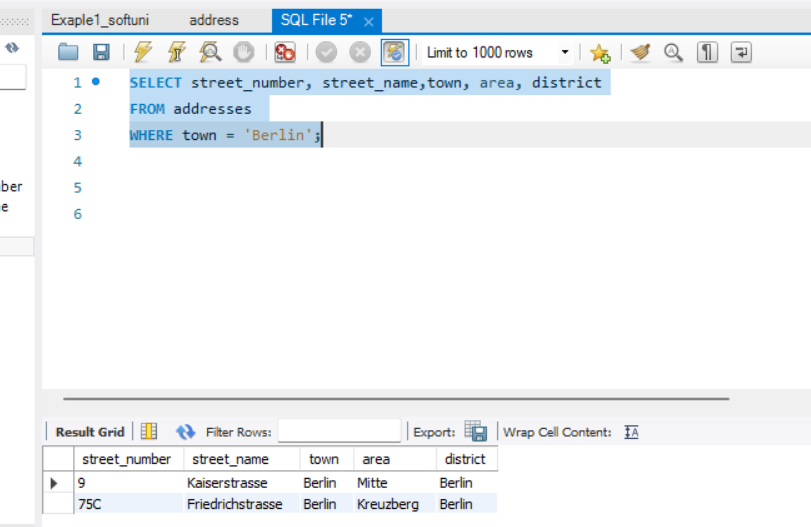 Exaple1_softuni address SQL File 5*
Limit to 1000 rows
1 SELECT street_number, street_name,town, area, district
2 FROM addresses
3 WHERE town = 'Berlin';
4
5
6
Result Grid Filter Rows: Export: Wrap Cell Content:
street_number street_name town area district
9 Kaiserstrasse Berlin Mitte Berlin
75C Friedrichstrasse Berlin Kreuzberg Berlin